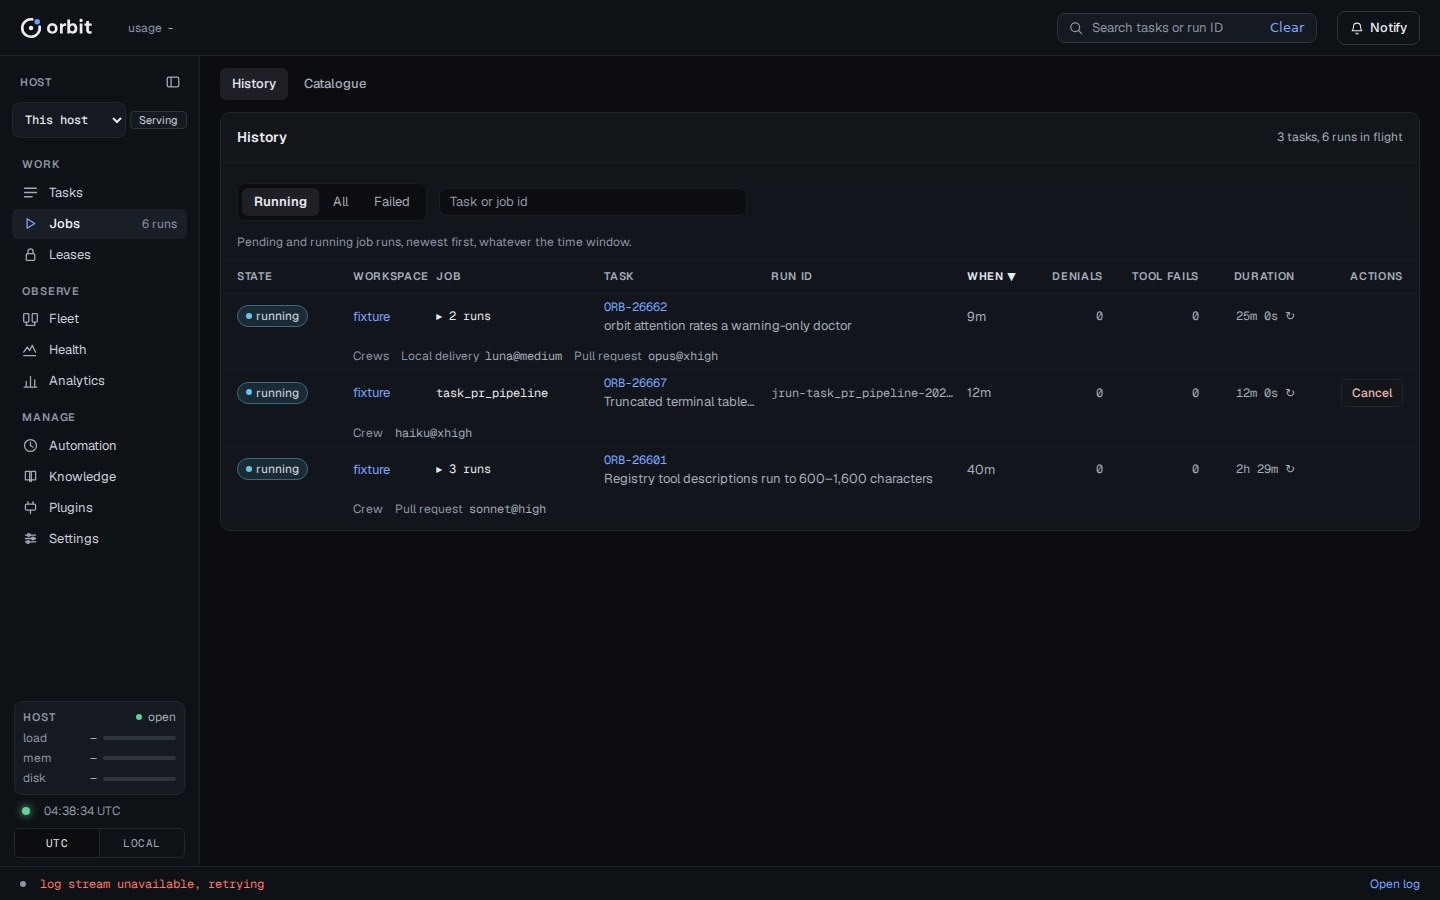 orbit
usage -
Search tasks or run ID
Clear
Notify
HOST
This host
Serving
WORK
Tasks
Jobs 6 runs
Leases
OBSERVE
Fleet
Health
Analytics
MANAGE
Automation
Knowledge
Plugins
Settings
HOST open
load –
mem –
disk –
04:38:34 UTC
UTC LOCAL
History Catalogue
History 3 tasks, 6 runs in flight
Running All Failed Task or job id
Pending and running job runs, newest first, whatever the time window.
STATE WORKSPACE JOB TASK RUN ID WHEN ▼ DENIALS TOOL FAILS DURATION ACTIONS
running fixture ▸ 2 runs ORB-26662 9m 0 0 25m 0s ↻
orbit attention rates a warning-only doctor
Crews Local delivery luna@medium Pull request opus@xhigh
running fixture task_pr_pipeline ORB-26667 jrun-task_pr_pipeline-202… 12m 0 0 12m 0s ↻ Cancel
Truncated terminal table…
Crew haiku@xhigh
running fixture ▸ 3 runs ORB-26601 40m 0 0 2h 29m ↻
Registry tool descriptions run to 600–1,600 characters
Crew Pull request sonnet@high
log stream unavailable, retrying
Open log